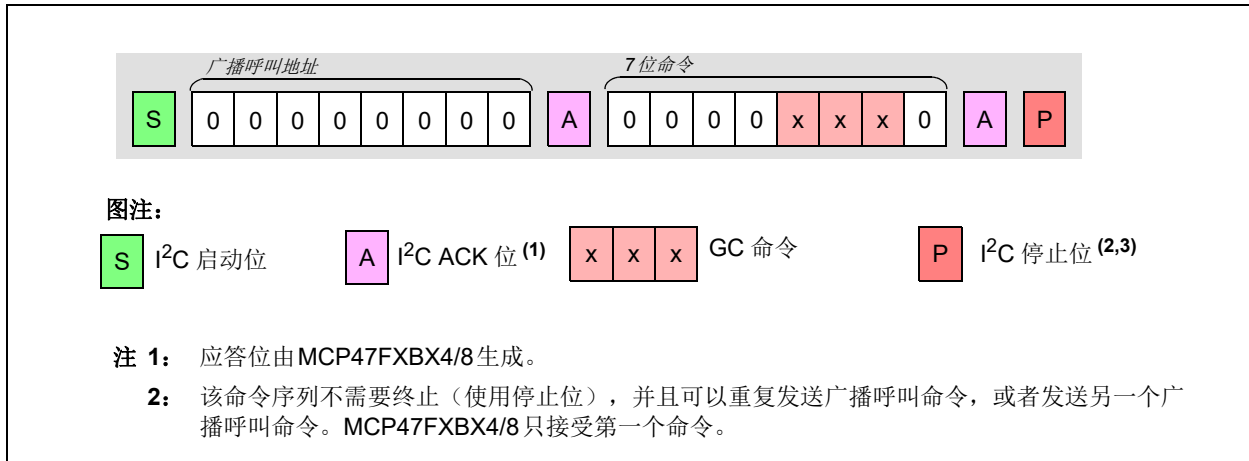 广播呼叫地址 7位命令
S 0 0 0 0 0 0 0 0 A 0 0 0 0 x x x 0 A P
图注：
S I2C 启动位 A I2C ACK 位 (1) x x x GC 命令 P I2C 停止位 (2,3)
注 1： 应答位由MCP47FXBX4/8生成。
2： 该命令序列不需要终止（使用停止位），并且可以重复发送广播呼叫命令，或者发送另一个广
播呼叫命令。MCP47FXBX4/8只接受第一个命令。